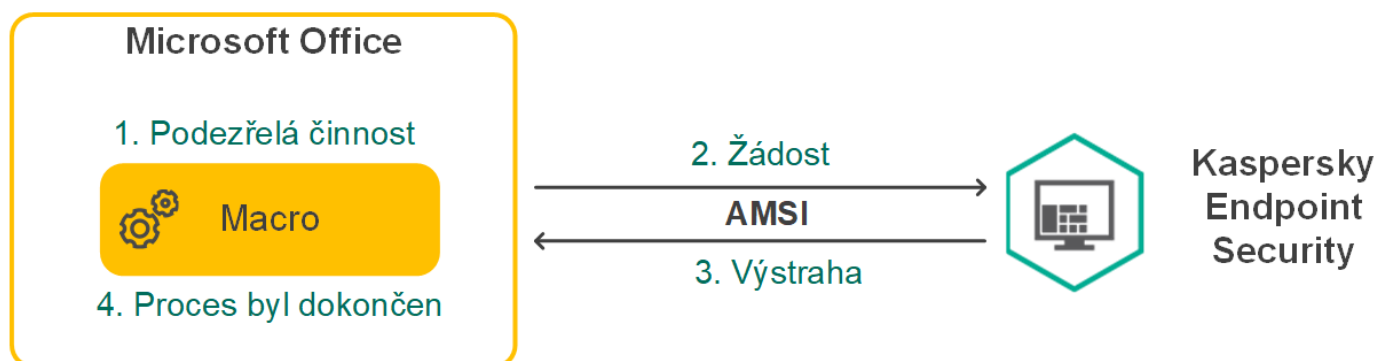 Microsoft Office
1. Podezřelá činnost
Macro
4. Proces byl dokončen
2. Žádost
AMSI
3. Výstraha
Kaspersky
Endpoint
Security